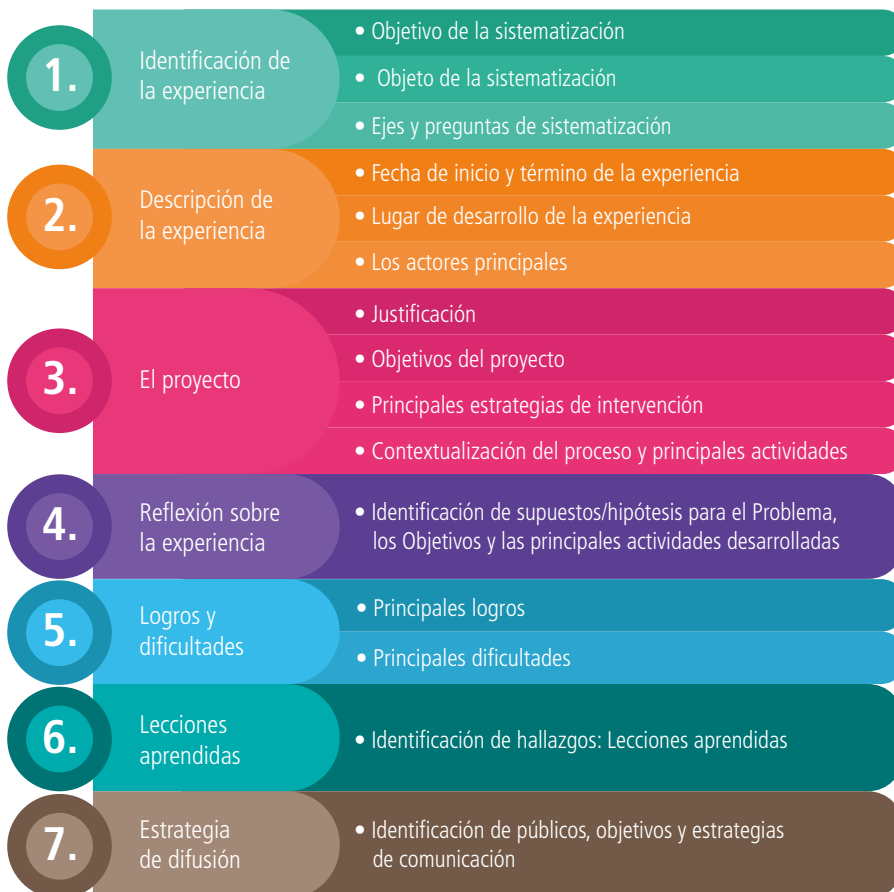 1.
Identificación de
la experiencia
• Objetivo de la sistematización
• Objeto de la sistematización
• Ejes y preguntas de sistematización
2.
Descripción de
la experiencia
• Fecha de inicio y término de la experiencia
• Lugar de desarrollo de la experiencia
• Los actores principales
3.
El proyecto
• Justificación
• Objetivos del proyecto
• Principales estrategias de intervención
• Contextualización del proceso y principales actividades
4.
Reflexión sobre
la experiencia
• Identificación de supuestos/hipótesis para el Problema,
los Objetivos y las principales actividades desarrolladas
5.
Logros y
dificultades
• Principales logros
• Principales dificultades
6.
Lecciones
aprendidas
• Identificación de hallazgos: Lecciones aprendidas
7.
Estrategia
de difusión
• Identificación de públicos, objetivos y estrategias
de comunicación